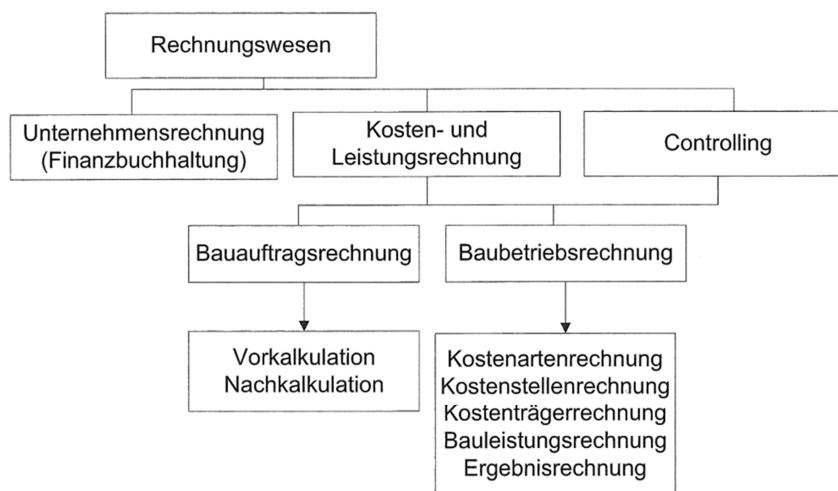 Rechnungswesen
Unternehmensrechnung
(Finanzbuchhaltung)
Kosten- und
Leistungsrechnung
Controlling
Bauauftragsrechnung
Baubetriebsrechnung
Vorkalkulation
Nachkalkulation
Kostenartenrechnung
Kostenstellenrechnung
Kostenträgerrechnung
Bauleistungsrechnung
Ergebnisrechnung